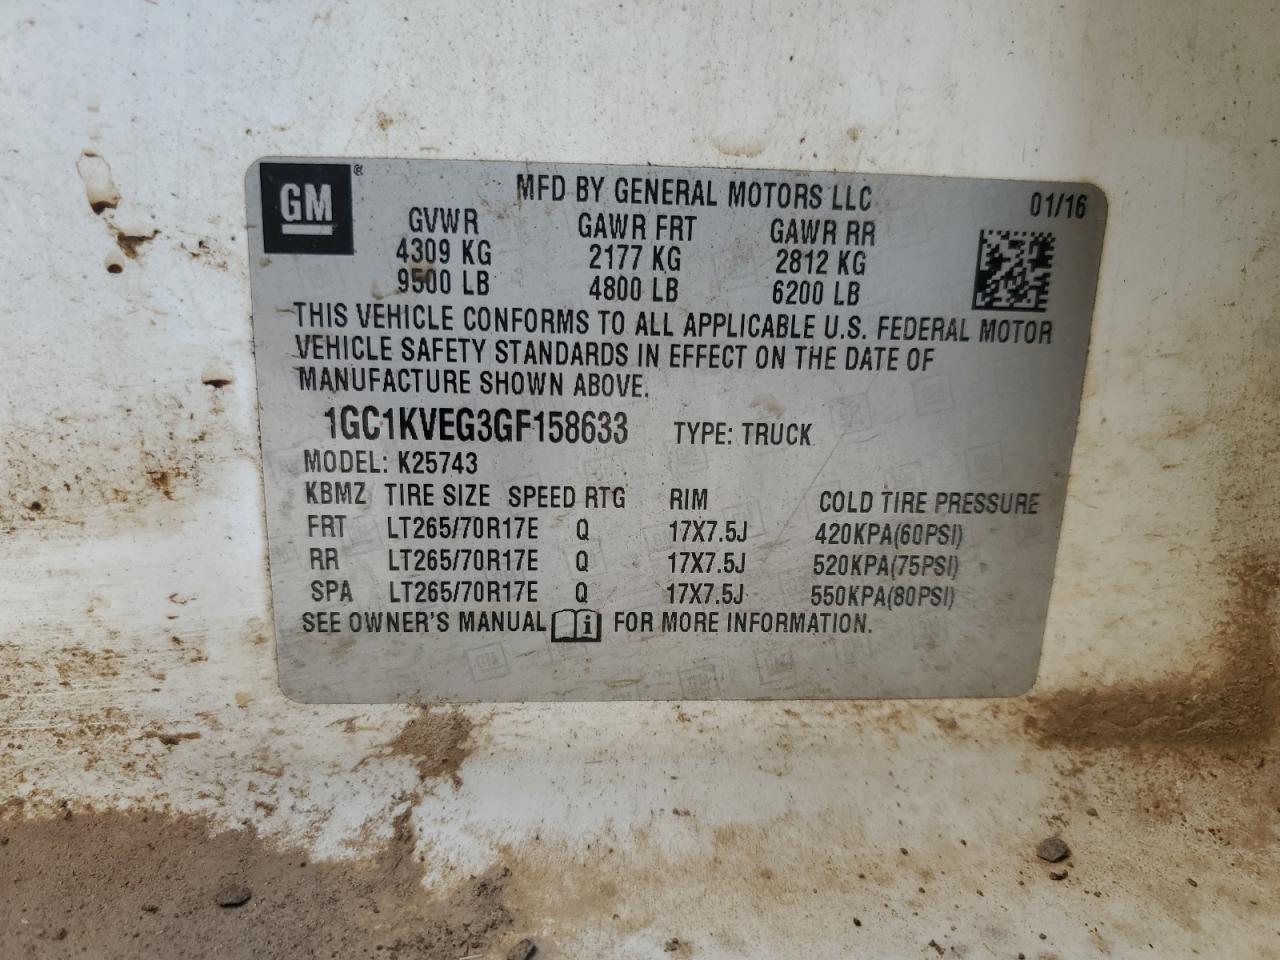 GM®
MFD BY GENERAL MOTORS LLC 01/16
GVWR GAWR FRT GAWR RR
4309 KG 2177 KG 2812 KG
9500 LB 4800 LB 6200 LB
THIS VEHICLE CONFORMS TO ALL APPLICABLE U.S. FEDERAL MOTOR
VEHICLE SAFETY STANDARDS IN EFFECT ON THE DATE OF
MANUFACTURE SHOWN ABOVE.
1GC1KVEG3GF158633 TYPE: TRUCK
MODEL: K25743
KBMZ TIRE SIZE SPEED RTG RIM COLD TIRE PRESSURE
FRT LT265/70R17E Q 17X7.5J 420KPA(60PSI)
RR LT265/70R17E Q 17X7.5J 520KPA(75PSI)
SPA LT265/70R17E Q 17X7.5J 550KPA(80PSI)
SEE OWNER'S MANUAL i FOR MORE INFORMATION.